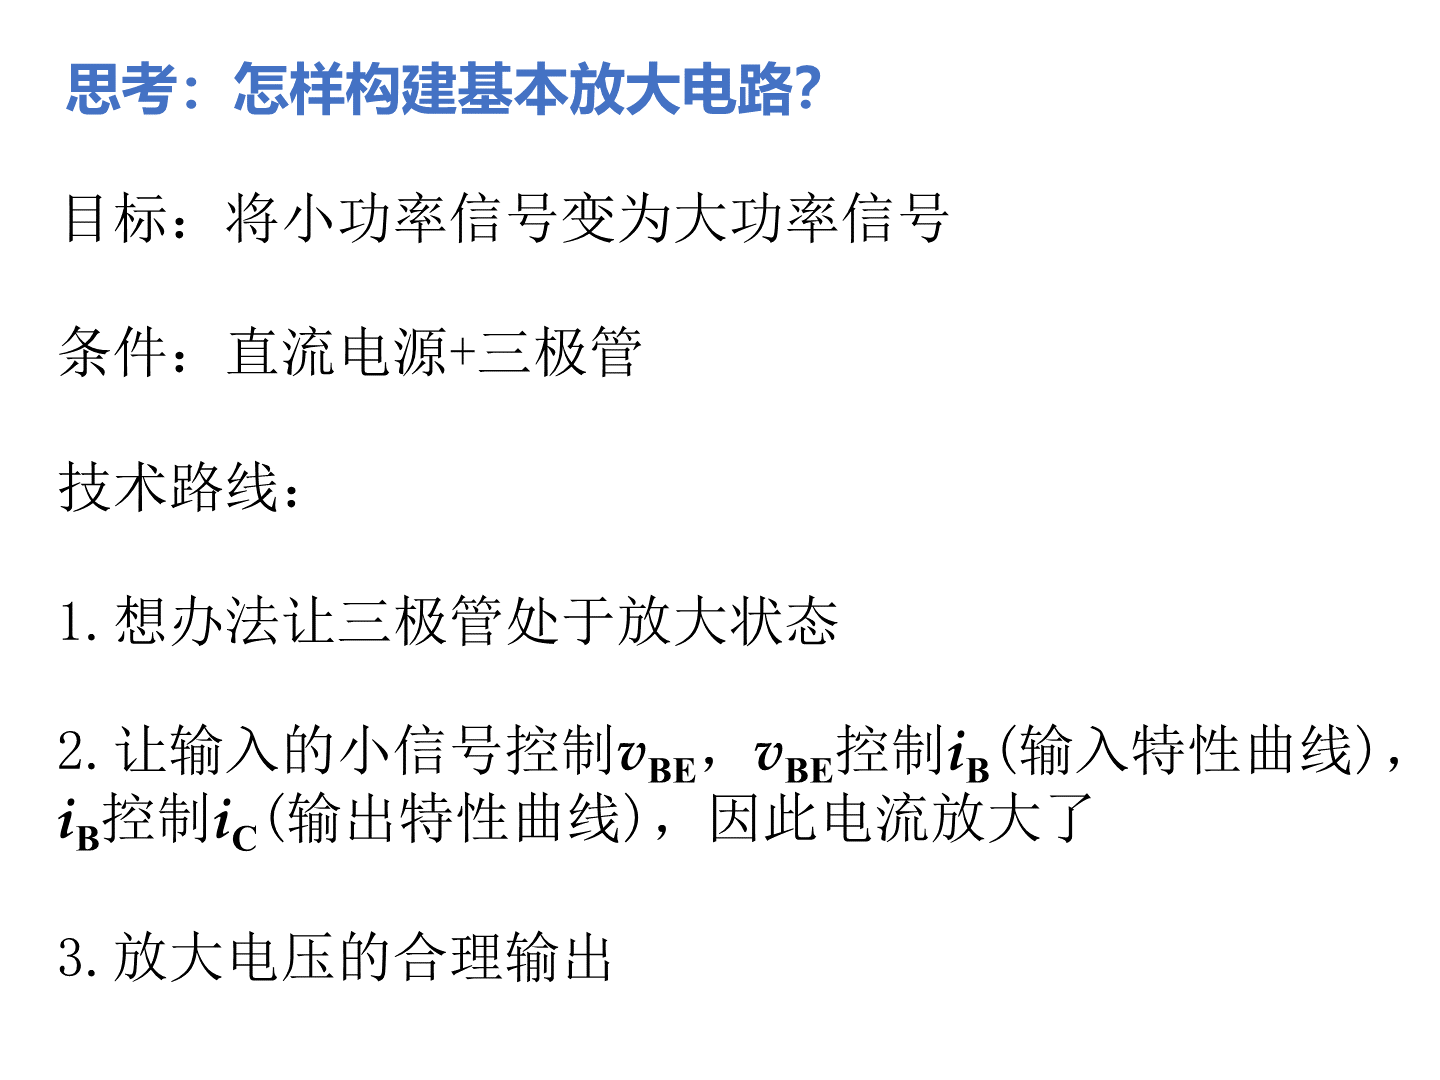 思考：怎样构建基本放大电路？
目标：将小功率信号变为大功率信号
条件：直流电源+三极管
技术路线：
1.想办法让三极管处于放大状态
2.让输入的小信号控制vBE，vBE控制iB(输入特性曲线)，
iB控制iC(输出特性曲线)，因此电流放大了
3.放大电压的合理输出